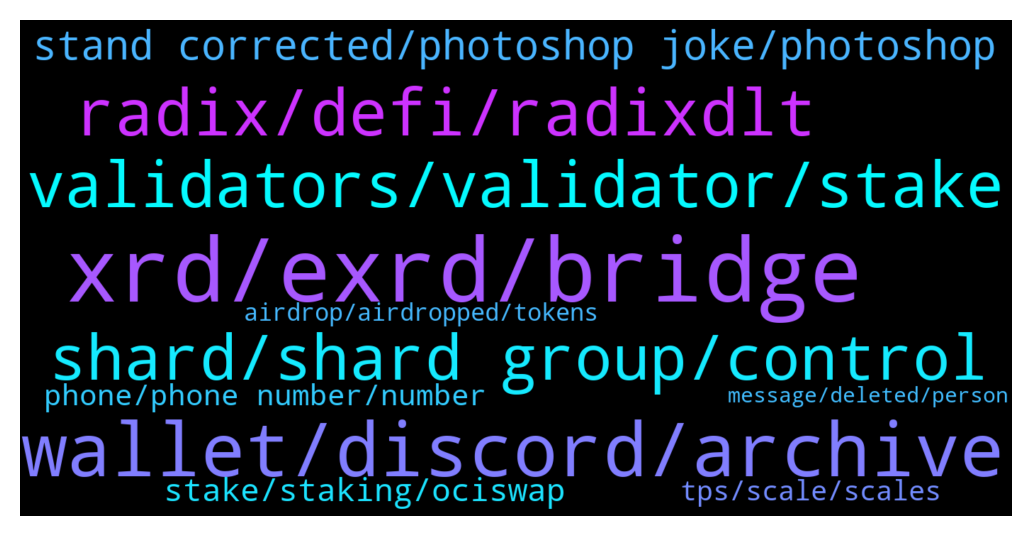 stand corrected/photoshop joke/photoshop
radix/defi/radixdlt
validators/validator/stake
xrd/exrd/bridge
airdrop/airdropped/tokens
shard/shard group/control
phone/phone number/number
message/deleted/person
wallet/discord/archive
stake/staking/ociswap
tps/scale/scales